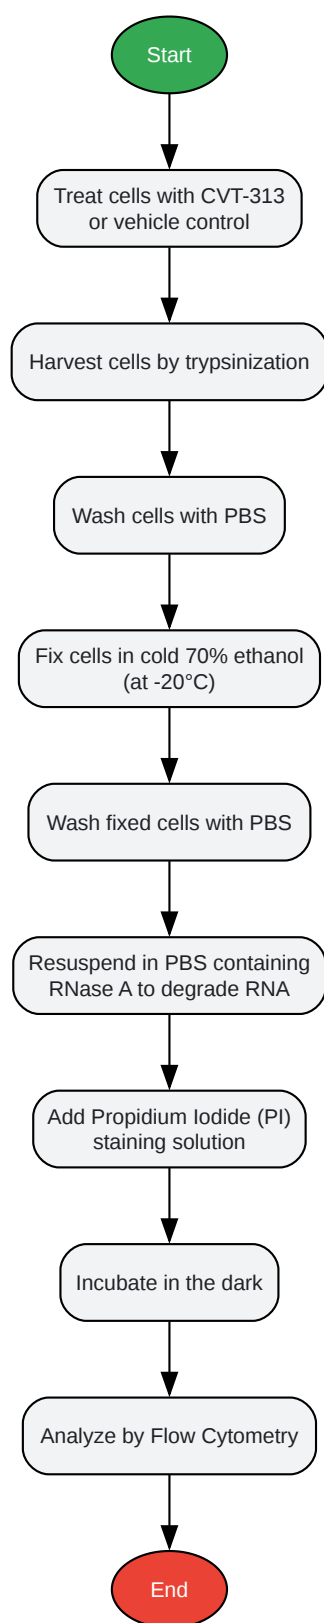 Start
Treat cells with CVT-313
or vehicle control
Harvest cells by trypsinization
Wash cells with PBS
Fix cells in cold 70% ethanol
(at -20°C)
Wash fixed cells with PBS
Resuspend in PBS containing
RNase A to degrade RNA
Add Propidium Iodide (PI)
staining solution
Incubate in the dark
Analyze by Flow Cytometry
End